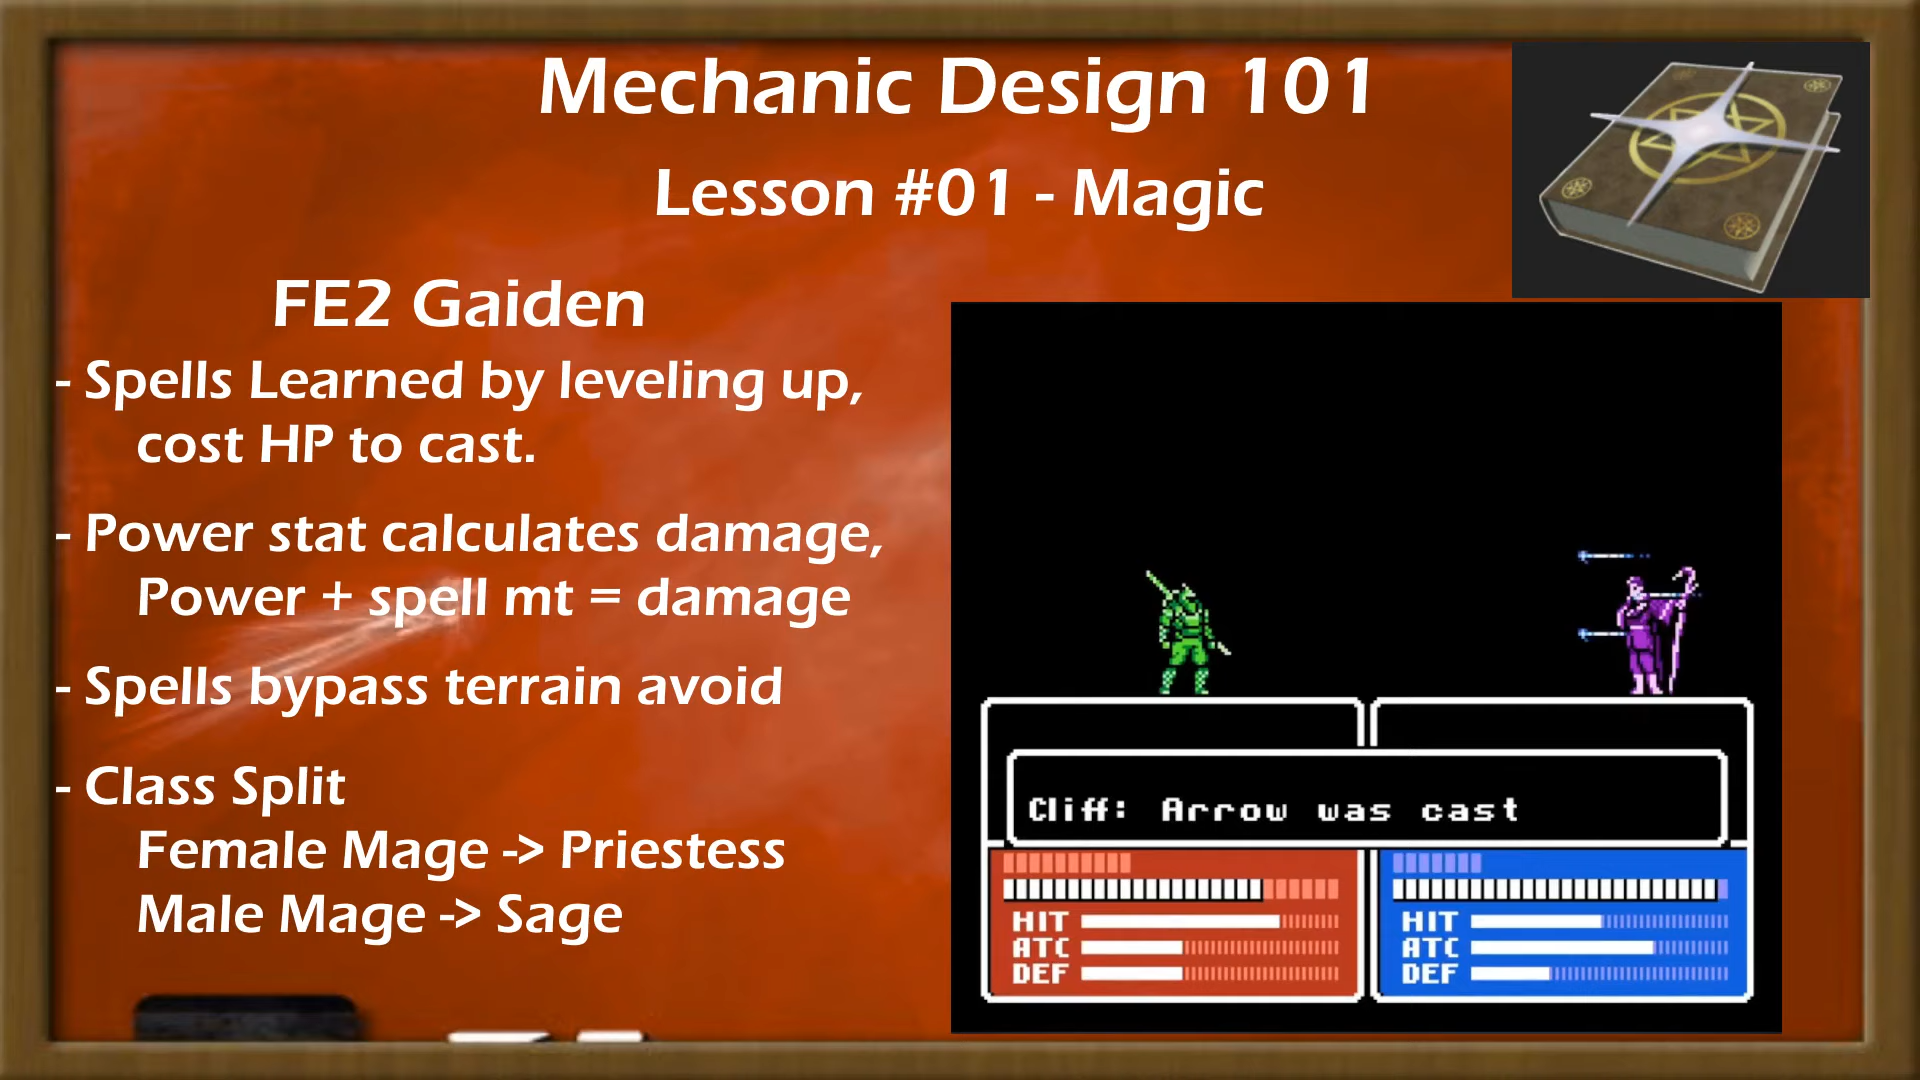 Mechanic Design 101
Lesson #01 - Magic
FE2 Gaiden
- Spells Learned by leveling up,
cost HP to cast.
- Power stat calculates damage,
Power + spell mt = damage
- Spells bypass terrain avoid
- Class Split
Female Mage -> Priestess
Male Mage -> Sage
Cliff: Arrow was cast
HIT
ATC
DEF
HIT
ATC
DEF